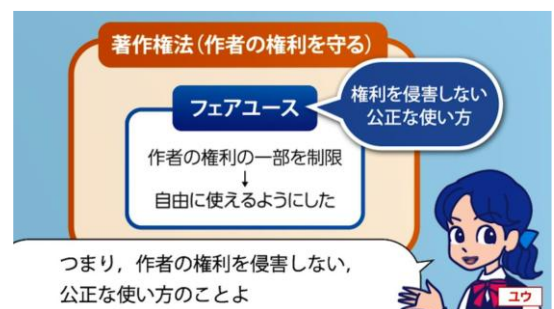 著作権法(作者の権利を守る)
フェアユース
権利を侵害しない
公正な使い方
作者の権利の一部を制限
↓
自由に使えるようにした
つまり，作者の権利を侵害しない，
公正な使い方のことよ
ユウ